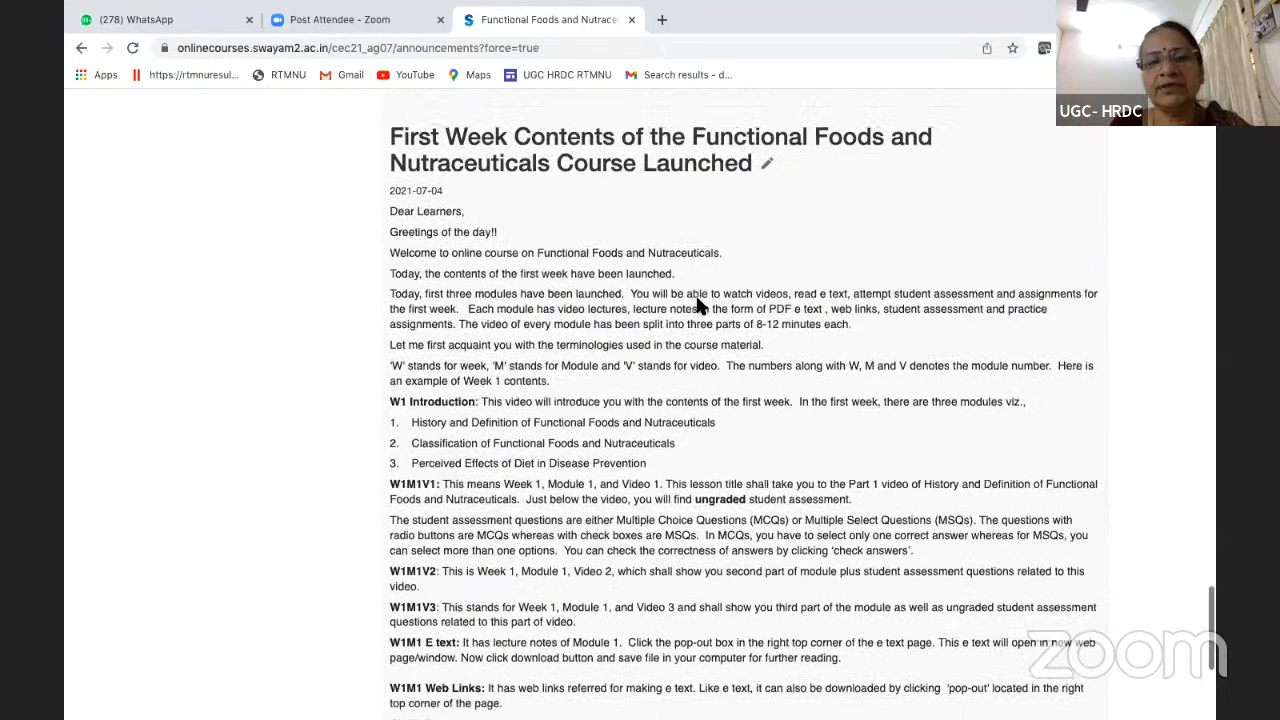 (278) WhatsApp
Post Attendee - Zoom
Functional Foods and Nutrace
onlinecourses.swayam2.ac.in/cec21_ag07/announcements?force=true
Apps
https://rtmnuresul...
RTMNU
Gmail
YouTube
Maps
UGC HRDC RTMNU
Search results - d...
UGC- HRDC
First Week Contents of the Functional Foods and
Nutraceuticals Course Launched
2021-07-04
Dear Learners,
Greetings of the day!!
Welcome to online course on Functional Foods and Nutraceuticals.
Today, the contents of the first week have been launched.
Today, first three modules have been launched. You will be able to watch videos, read e text, attempt student assessment and assignments for
the first week. Each module has video lectures, lecture notes in the form of PDF e text , web links, student assessment and practice
assignments. The video of every module has been split into three parts of 8-12 minutes each.
Let me first acquaint you with the terminologies used in the course material.
'W' stands for week, 'M' stands for Module and 'V' stands for video. The numbers along with W, M and V denotes the module number. Here is
an example of Week 1 contents.
W1 Introduction: This video will introduce you with the contents of the first week. In the first week, there are three modules viz.,
1. History and Definition of Functional Foods and Nutraceuticals
2. Classification of Functional Foods and Nutraceuticals
3. Perceived Effects of Diet in Disease Prevention
W1M1V1: This means Week 1, Module 1, and Video 1. This lesson title shall take you to the Part 1 video of History and Definition of Functional
Foods and Nutraceuticals. Just below the video, you will find ungraded student assessment.
The student assessment questions are either Multiple Choice Questions (MCQs) or Multiple Select Questions (MSQs). The questions with
radio buttons are MCQs whereas with check boxes are MSQs. In MCQs, you have to select only one correct answer whereas for MSQs, you
can select more than one options. You can check the correctness of answers by clicking 'check answers'.
W1M1V2: This is Week 1, Module 1, Video 2, which shall show you second part of module plus student assessment questions related to this
video.
W1M1V3: This stands for Week 1, Module 1, and Video 3 and shall show you third part of the module as well as ungraded student assessment
questions related to this part of video.
W1M1 E text: It has lecture notes of Module 1. Click the pop-out box in the right top corner of the e text page. This e text will open in new web
page/window. Now click download button and save file in your computer for further reading.
zoom
W1M1 Web Links: It has web links referred for making e text. Like e text, it can also be downloaded by clicking 'pop-out' located in the right
top corner of the page.